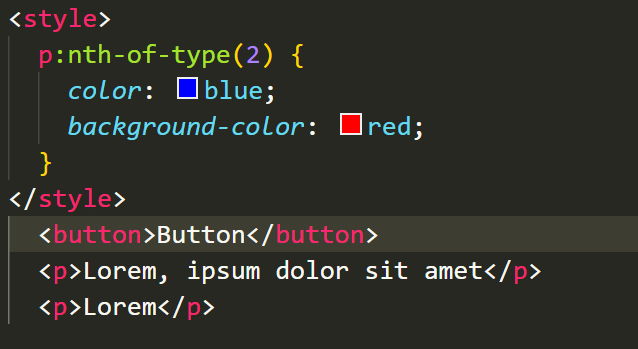 <style>
p:nth-of-type(2) {
color: blue;
background-color: red;
}
</style>
<button>Button</button>
<p>Lorem, ipsum dolor sit amet</p>
<p>Lorem</p>